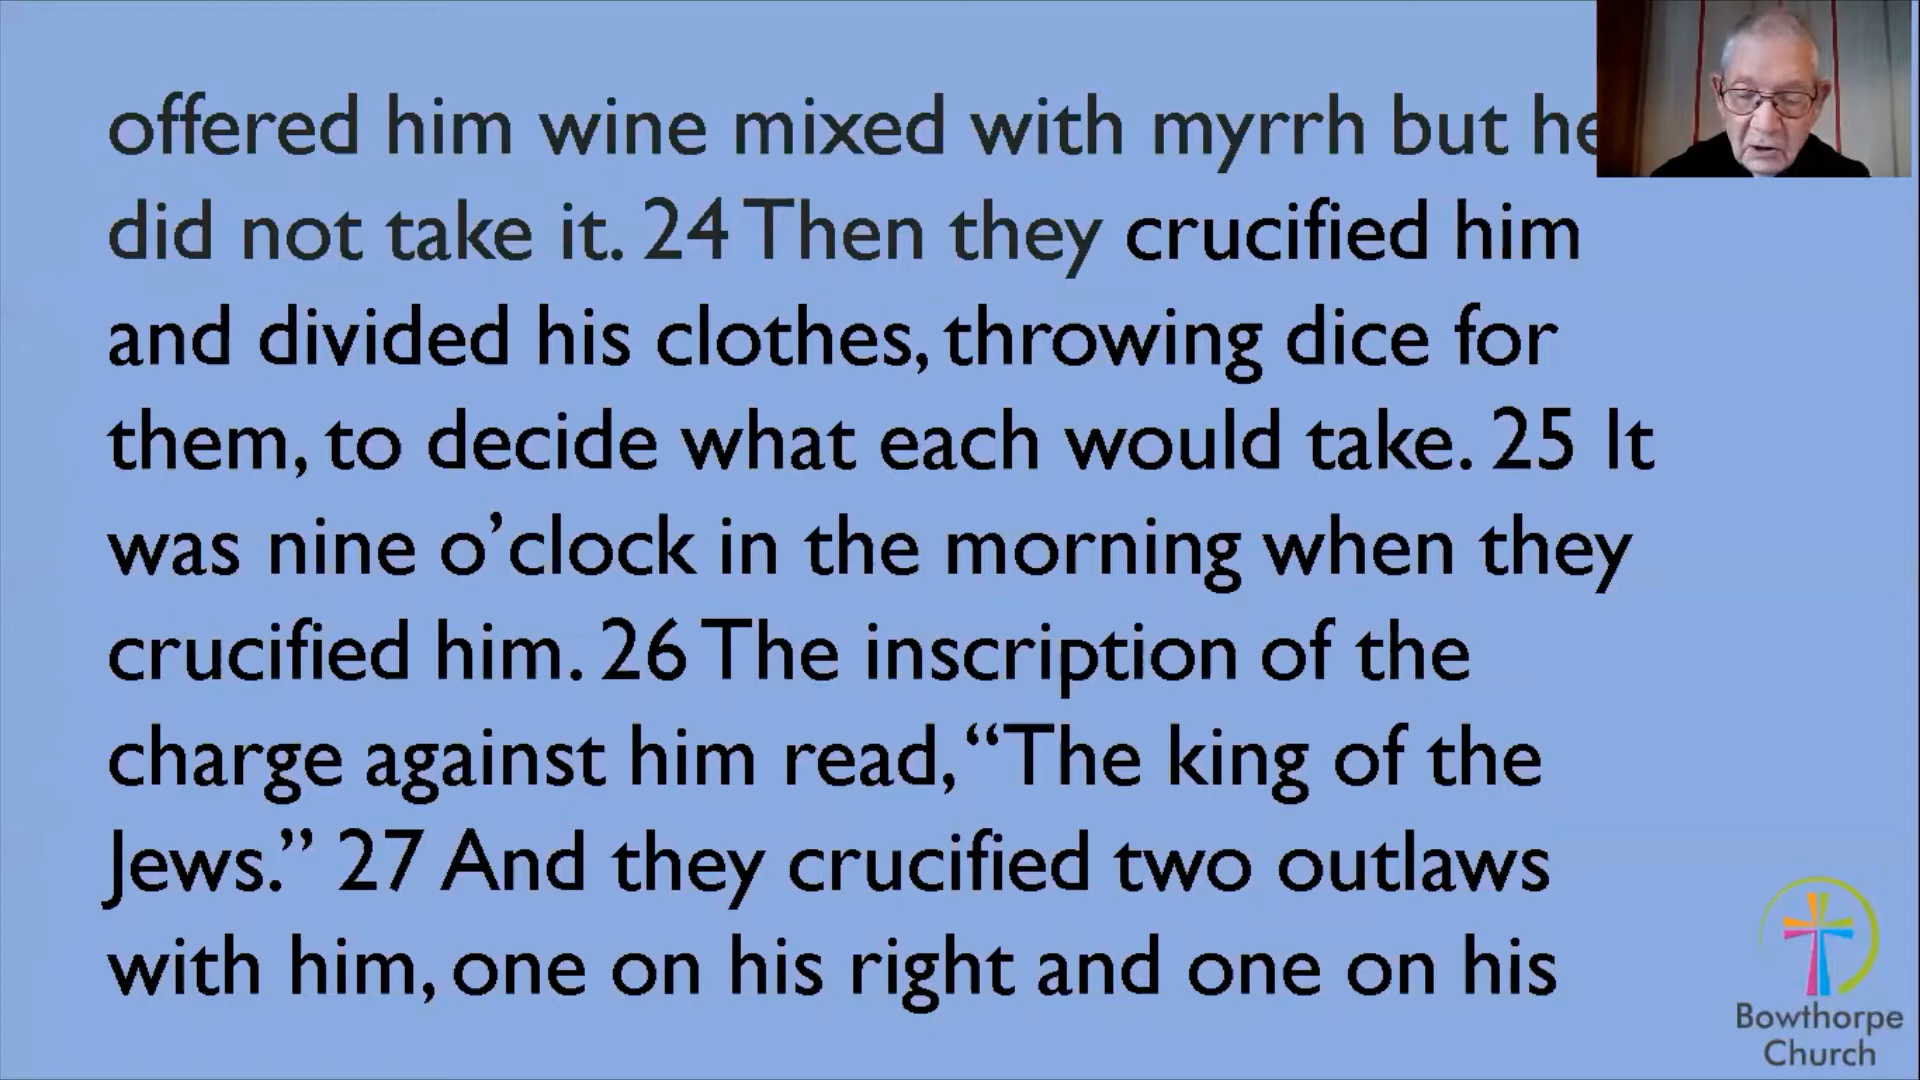 offered him wine mixed with myrrh but he
did not take it. 24 Then they crucified him
and divided his clothes, throwing dice for
them, to decide what each would take. 25 It
was nine o’clock in the morning when they
crucified him. 26 The inscription of the
charge against him read, “The king of the
Jews.” 27 And they crucified two outlaws
with him, one on his right and one on his
Bowthorpe
Church